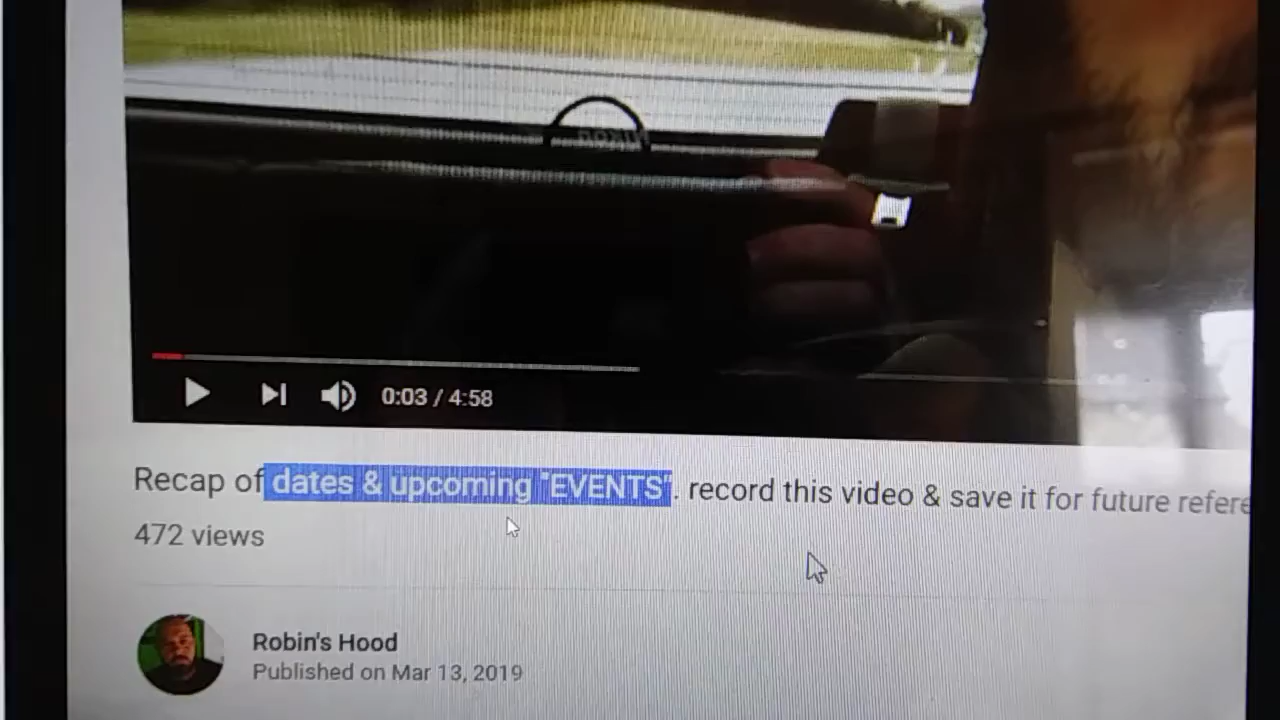 0:03 / 4:58
Recap of dates & upcoming "EVENTS". record this video & save it for future refere
472 views
Robin's Hood
Published on Mar 13, 2019